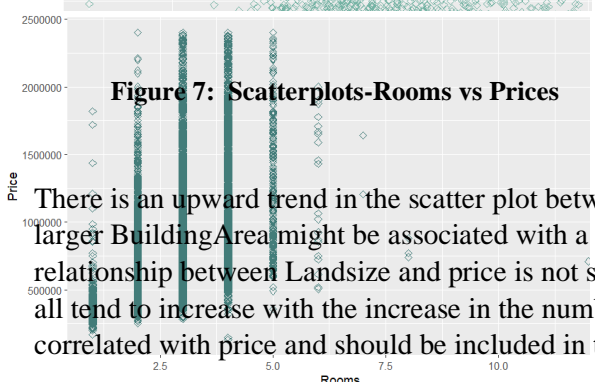 2500000
2000000
Figure 7: Scatterplots-Rooms vs Prices
1500000
Price
There is an upward trend in the scatter plot betw
1000000
larger BuildingArea might be associated with a
relationship between Landsize and price is not s
500000
all tend to increase with the increase in the num
correlated with price and should be included in t
2.5 5.0 7.5 10.0
Rooms